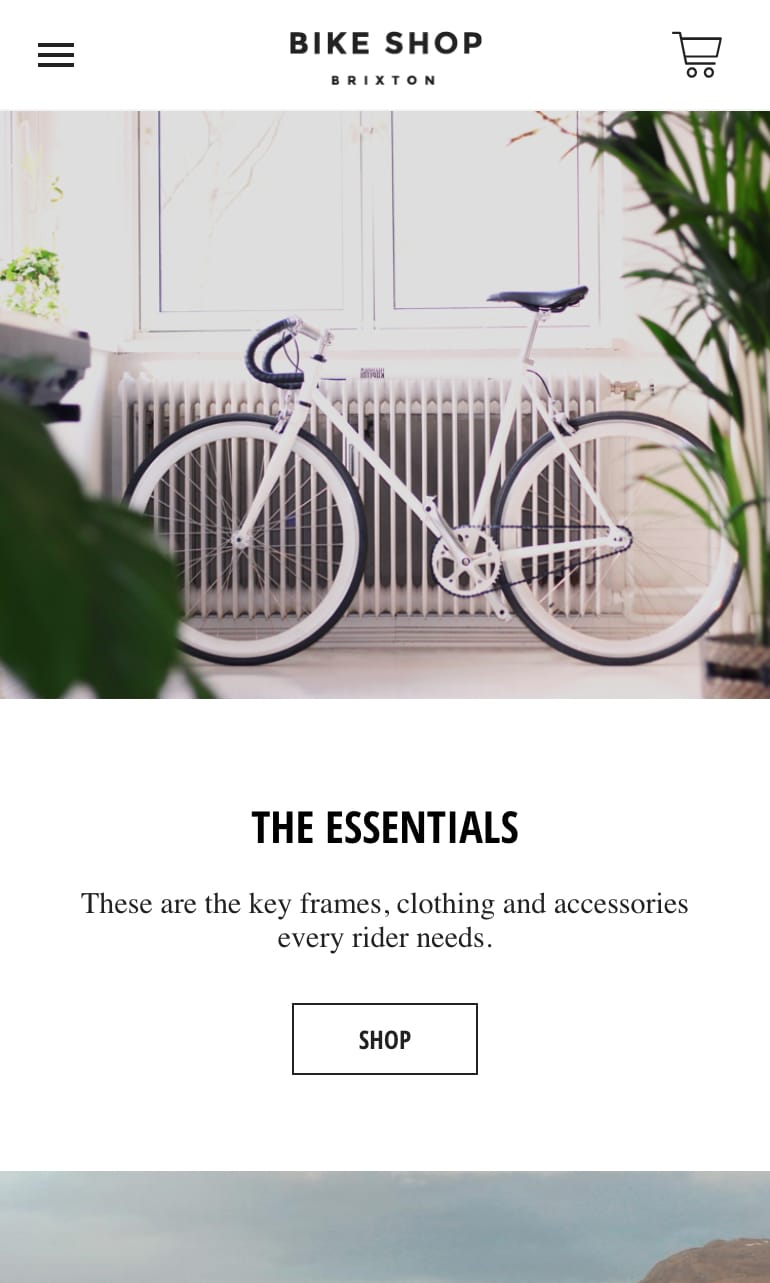 BIKE SHOP
BRIXTON
THE ESSENTIALS
These are the key frames, clothing and accessories
every rider needs.
SHOP